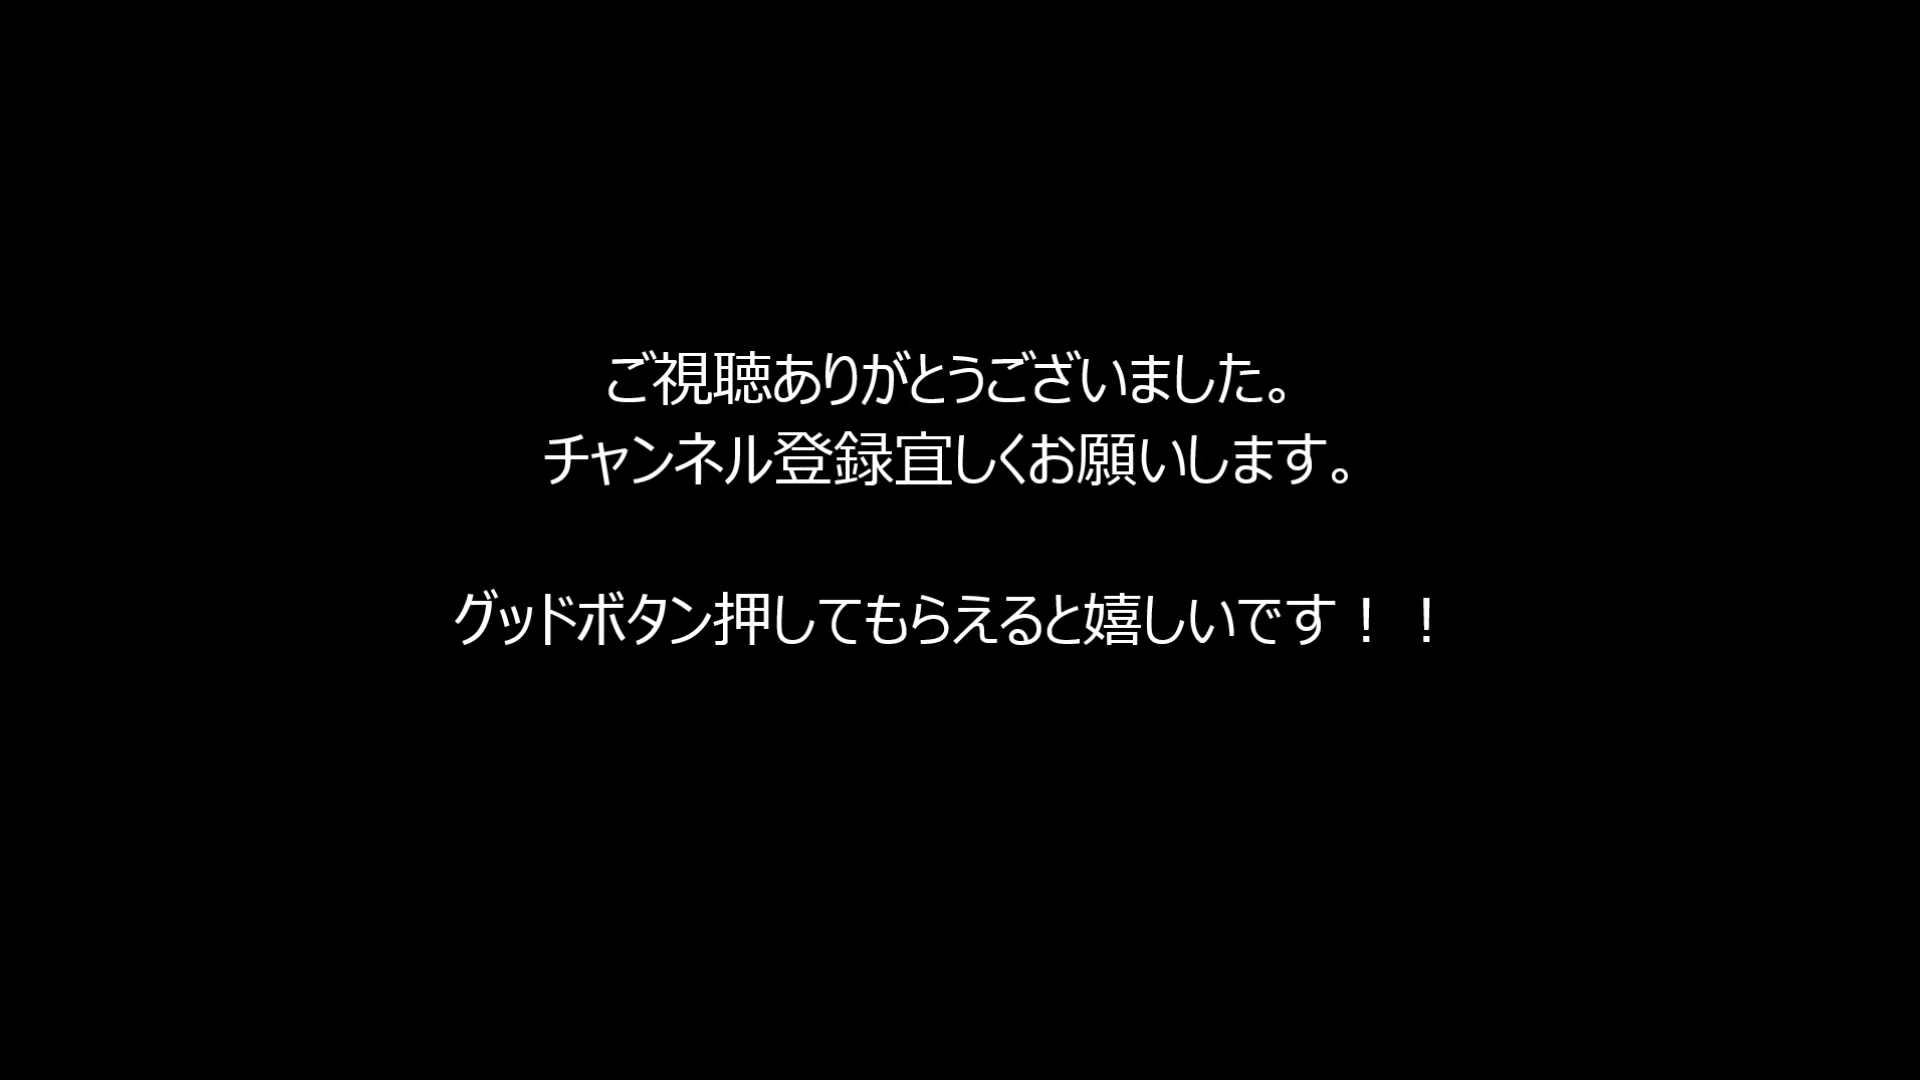 ご視聴ありがとうございました。
チャンネル登録宜しくお願いします。
グッドボタン押してもらえると嬉しいです！！